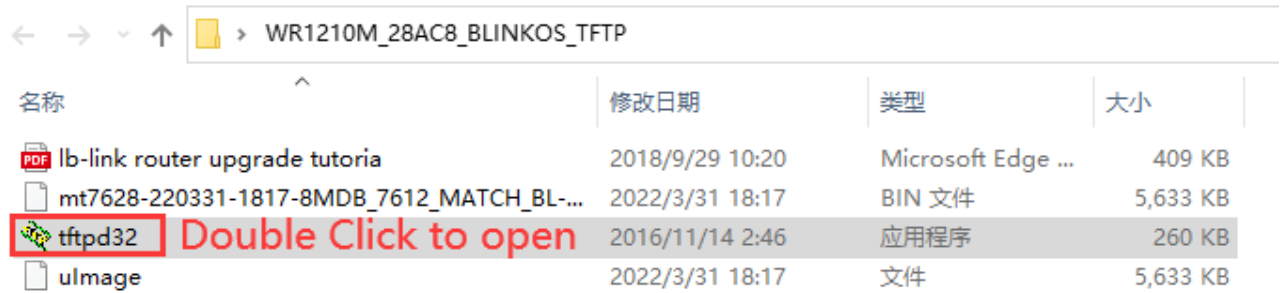 WR1210M_28AC8_BLINKOS_TFTP
名称 修改日期 类型 大小
PDF lb-link router upgrade tutoria 2018/9/29 10:20 Microsoft Edge ... 409 KB
mt7628-220331-1817-8MDB_7612_MATCH_BL-... 2022/3/31 18:17 BIN 文件 5,633 KB
tftpd32 Double Click to open 2016/11/14 2:46 应用程序 260 KB
uImage 2022/3/31 18:17 文件 5,633 KB